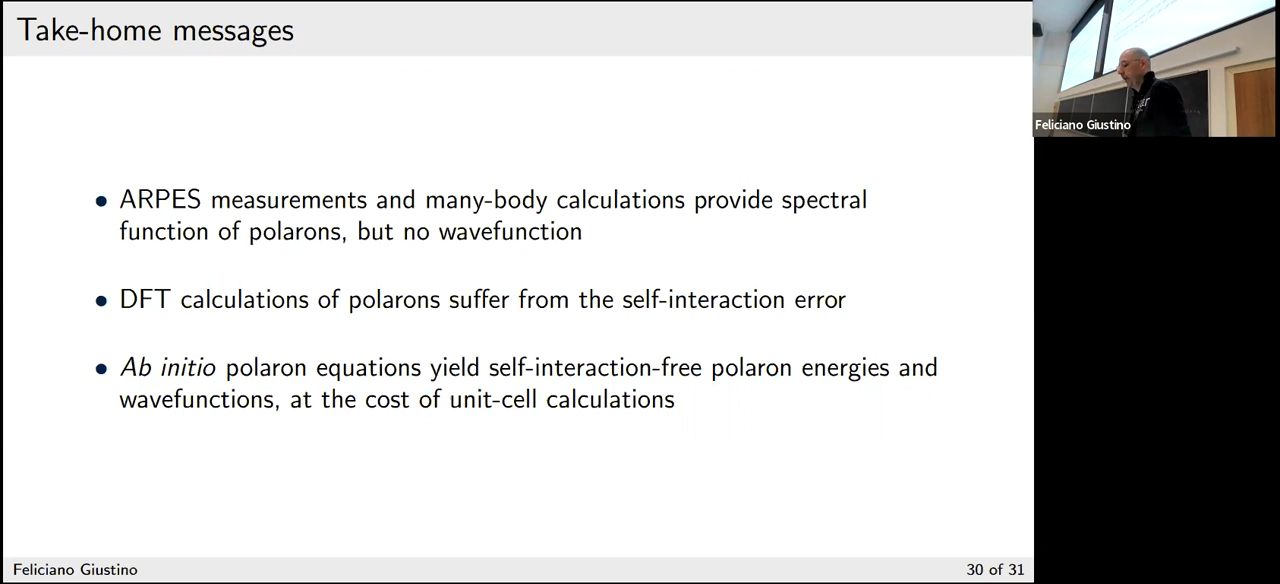 Take-home messages
Feliciano Giustino
• ARPES measurements and many-body calculations provide spectral
function of polarons, but no wavefunction
• DFT calculations of polarons suffer from the self-interaction error
• Ab initio polaron equations yield self-interaction-free polaron energies and
wavefunctions, at the cost of unit-cell calculations
Feliciano Giustino
30 of 31